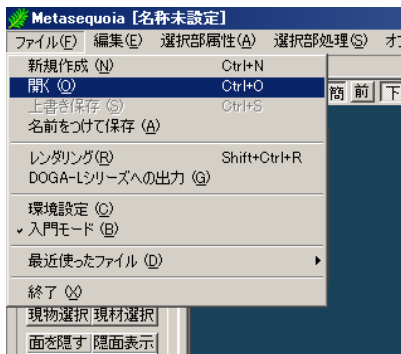 Metasequoia [名称未設定]
ファイル(F) 編集(E) 選択部属性(A) 選択部処理(S) オブ
新規作成 (N) Ctrl+N
開く (O) Ctrl+O
簡 前 下
上書き保存 (S) Ctrl+S
名前をつけて保存 (A)
レンダリング(R) Shift+Ctrl+R
DOGA-Lシリーズへの出力 (G)
環境設定 (C)
入門モード (B)
最近使ったファイル (D)
終了 (X)
現物選択 現材選択
面を隠す 隠面表示